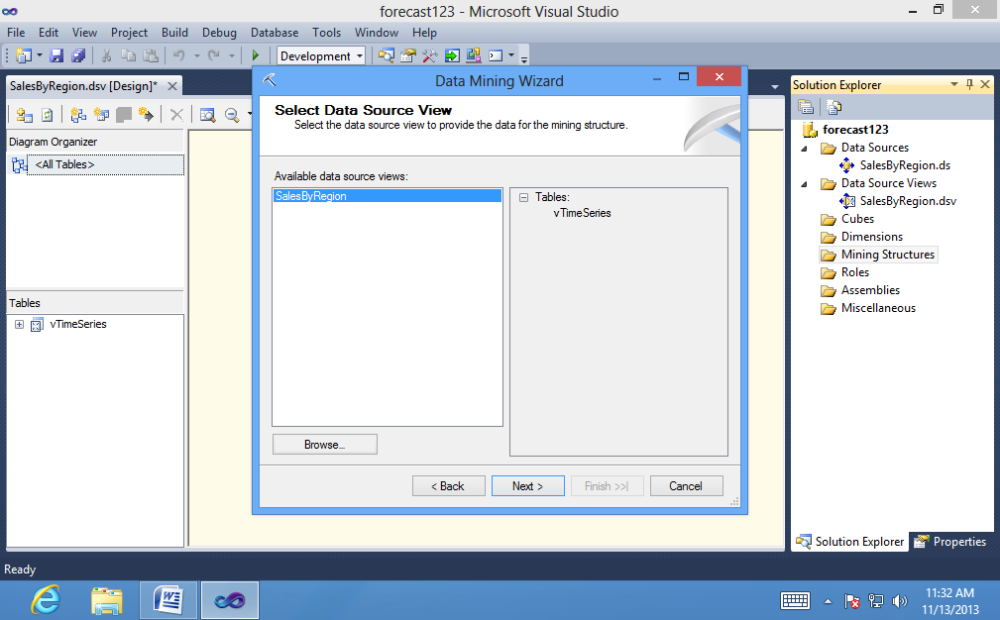 forecast123 - Microsoft Visual Studio
File Edit View Project Build Debug Database Tools Window Help
Development
SalesByRegion.dsv [Design]*
Diagram Organizer
<All Tables>
Tables
vTimeSeries
Data Mining Wizard
Select Data Source View
Select the data source view to provide the data for the mining structure.
Available data source views:
SalesByRegion
Tables:
vTimeSeries
Browse...
< Back
Next >
Finish >>|
Cancel
Solution Explorer
forecast123
Data Sources
SalesByRegion.ds
Data Source Views
SalesByRegion.dsv
Cubes
Dimensions
Mining Structures
Roles
Assemblies
Miscellaneous
Solution Explorer Properties
Ready
11:32 AM
11/13/2013